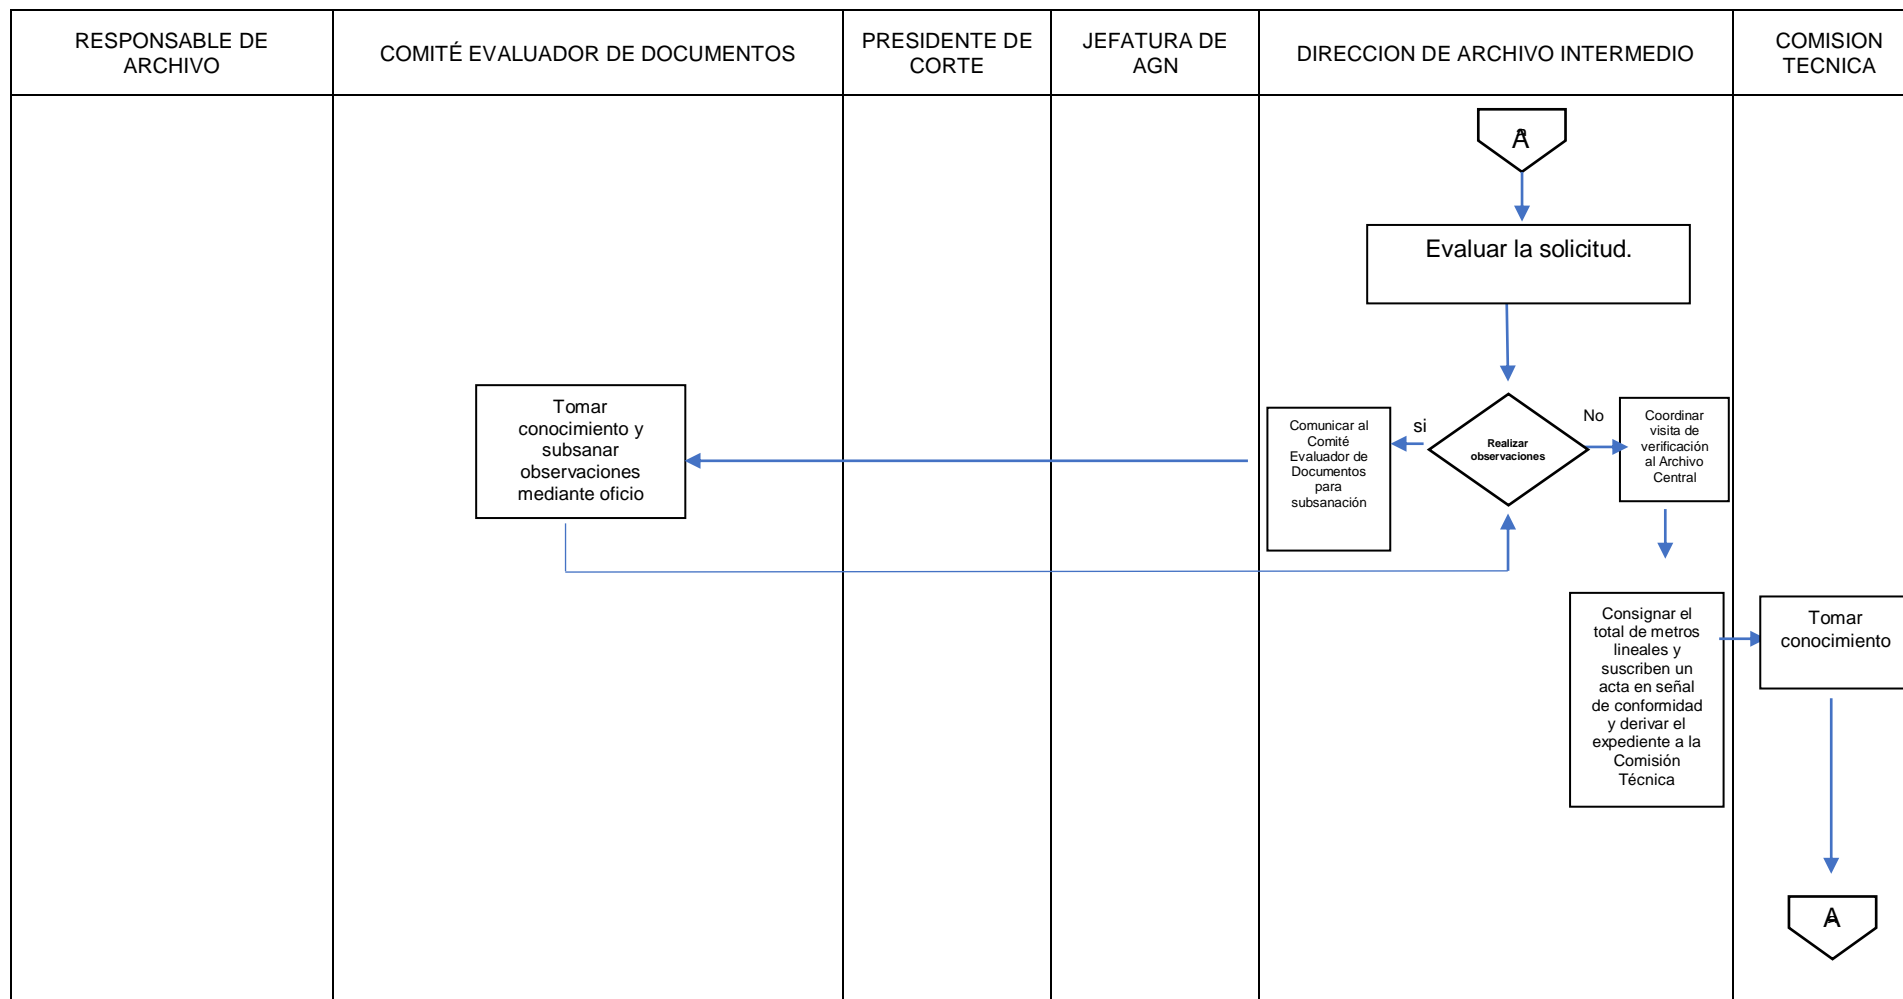 RESPONSABLE DE
ARCHIVO
COMITÉ EVALUADOR DE DOCUMENTOS
PRESIDENTE DE
CORTE
JEFATURA DE
AGN
DIRECCION DE ARCHIVO INTERMEDIO
COMISION
TECNICA
A
Evaluar la solicitud.
Tomar
conocimiento y
subsanar
observaciones
mediante oficio
Comunicar al
Comité
Evaluador de
Documentos
para
subsanación
si
Realizar
observaciones
No
Coordinar
visita de
verificación
al Archivo
Central
Consignar el
total de metros
lineales y
suscriben un
acta en señal
de conformidad
y derivar el
expediente a la
Comisión
Técnica
Tomar
conocimiento
A